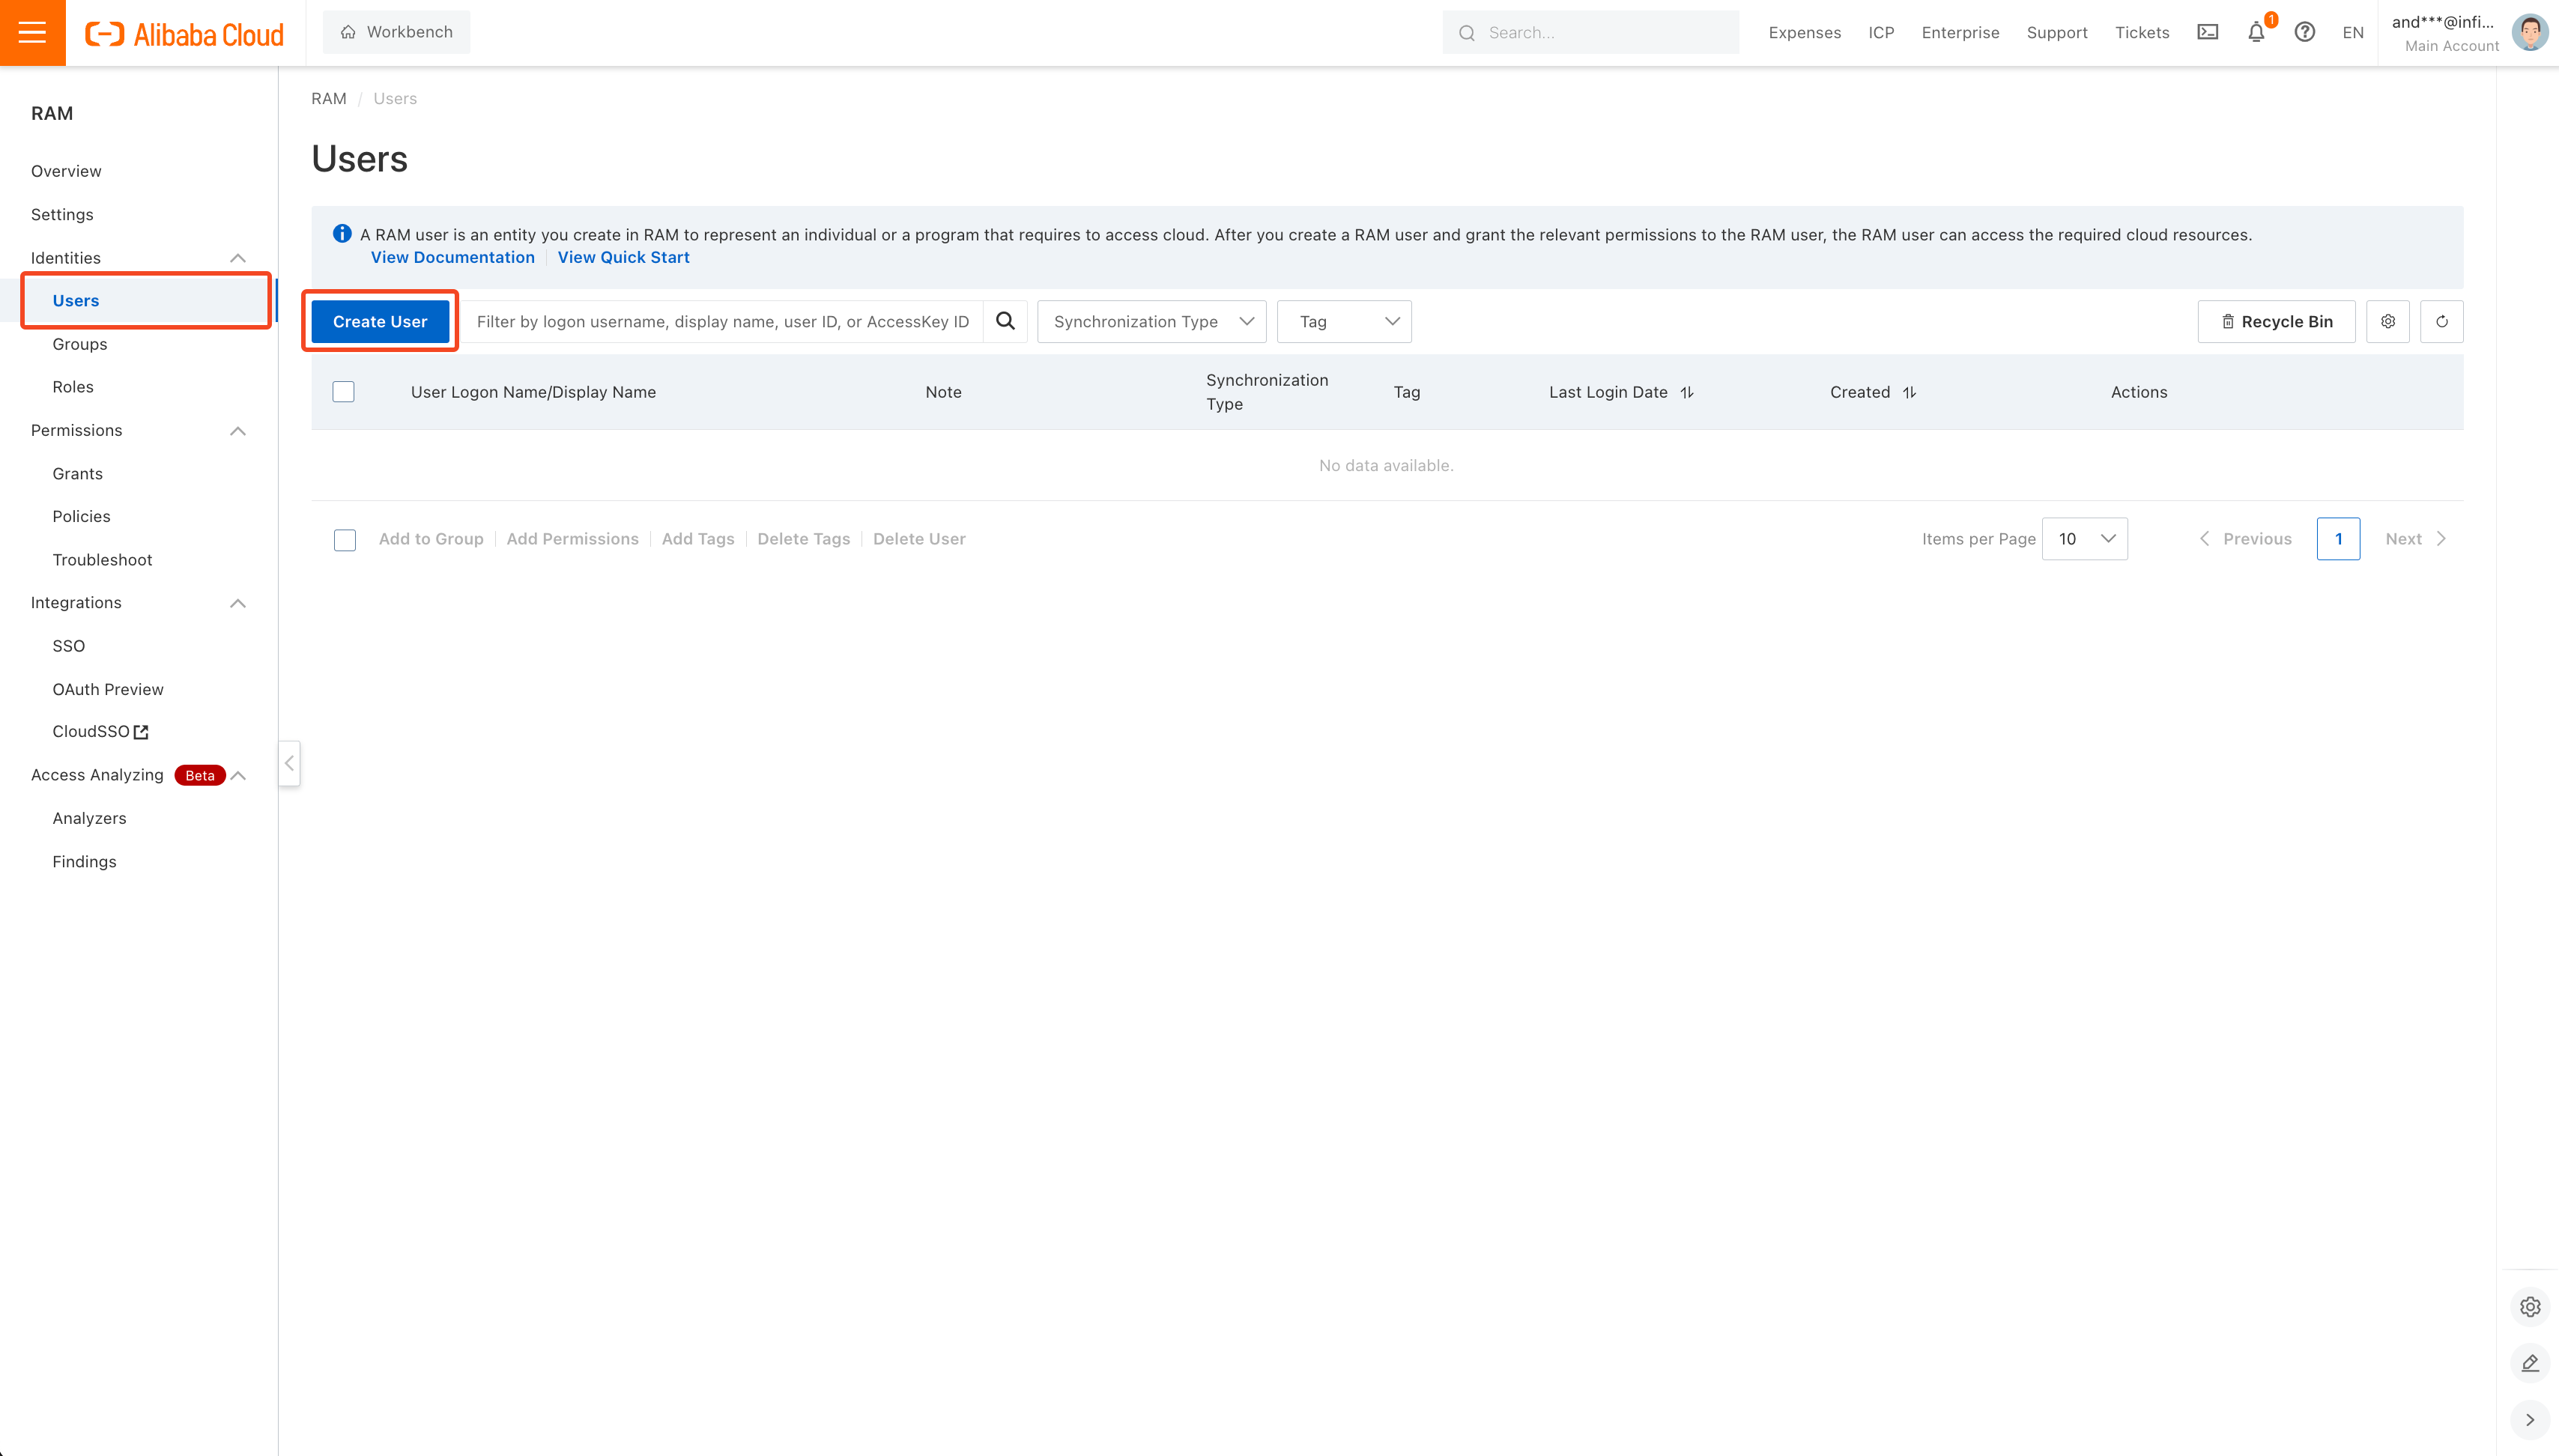 Alibaba Cloud
Workbench
Search...
Expenses
ICP
Enterprise
Support
Tickets
1
EN
and***@infi...
Main Account
RAM
Overview
Settings
Identities
Users
Groups
Roles
Permissions
Grants
Policies
Troubleshoot
Integrations
SSO
OAuth Preview
CloudSSO
Access Analyzing Beta
Analyzers
Findings
RAM / Users
Users
A RAM user is an entity you create in RAM to represent an individual or a program that requires to access cloud. After you create a RAM user and grant the relevant permissions to the RAM user, the RAM user can access the required cloud resources.
View Documentation | View Quick Start
Create User
Filter by logon username, display name, user ID, or AccessKey ID
Synchronization Type
Tag
Recycle Bin
User Logon Name/Display Name
Note
Synchronization
Type
Tag
Last Login Date
Created
Actions
No data available.
Add to Group | Add Permissions | Add Tags | Delete Tags | Delete User
Items per Page 10
Previous
1
Next